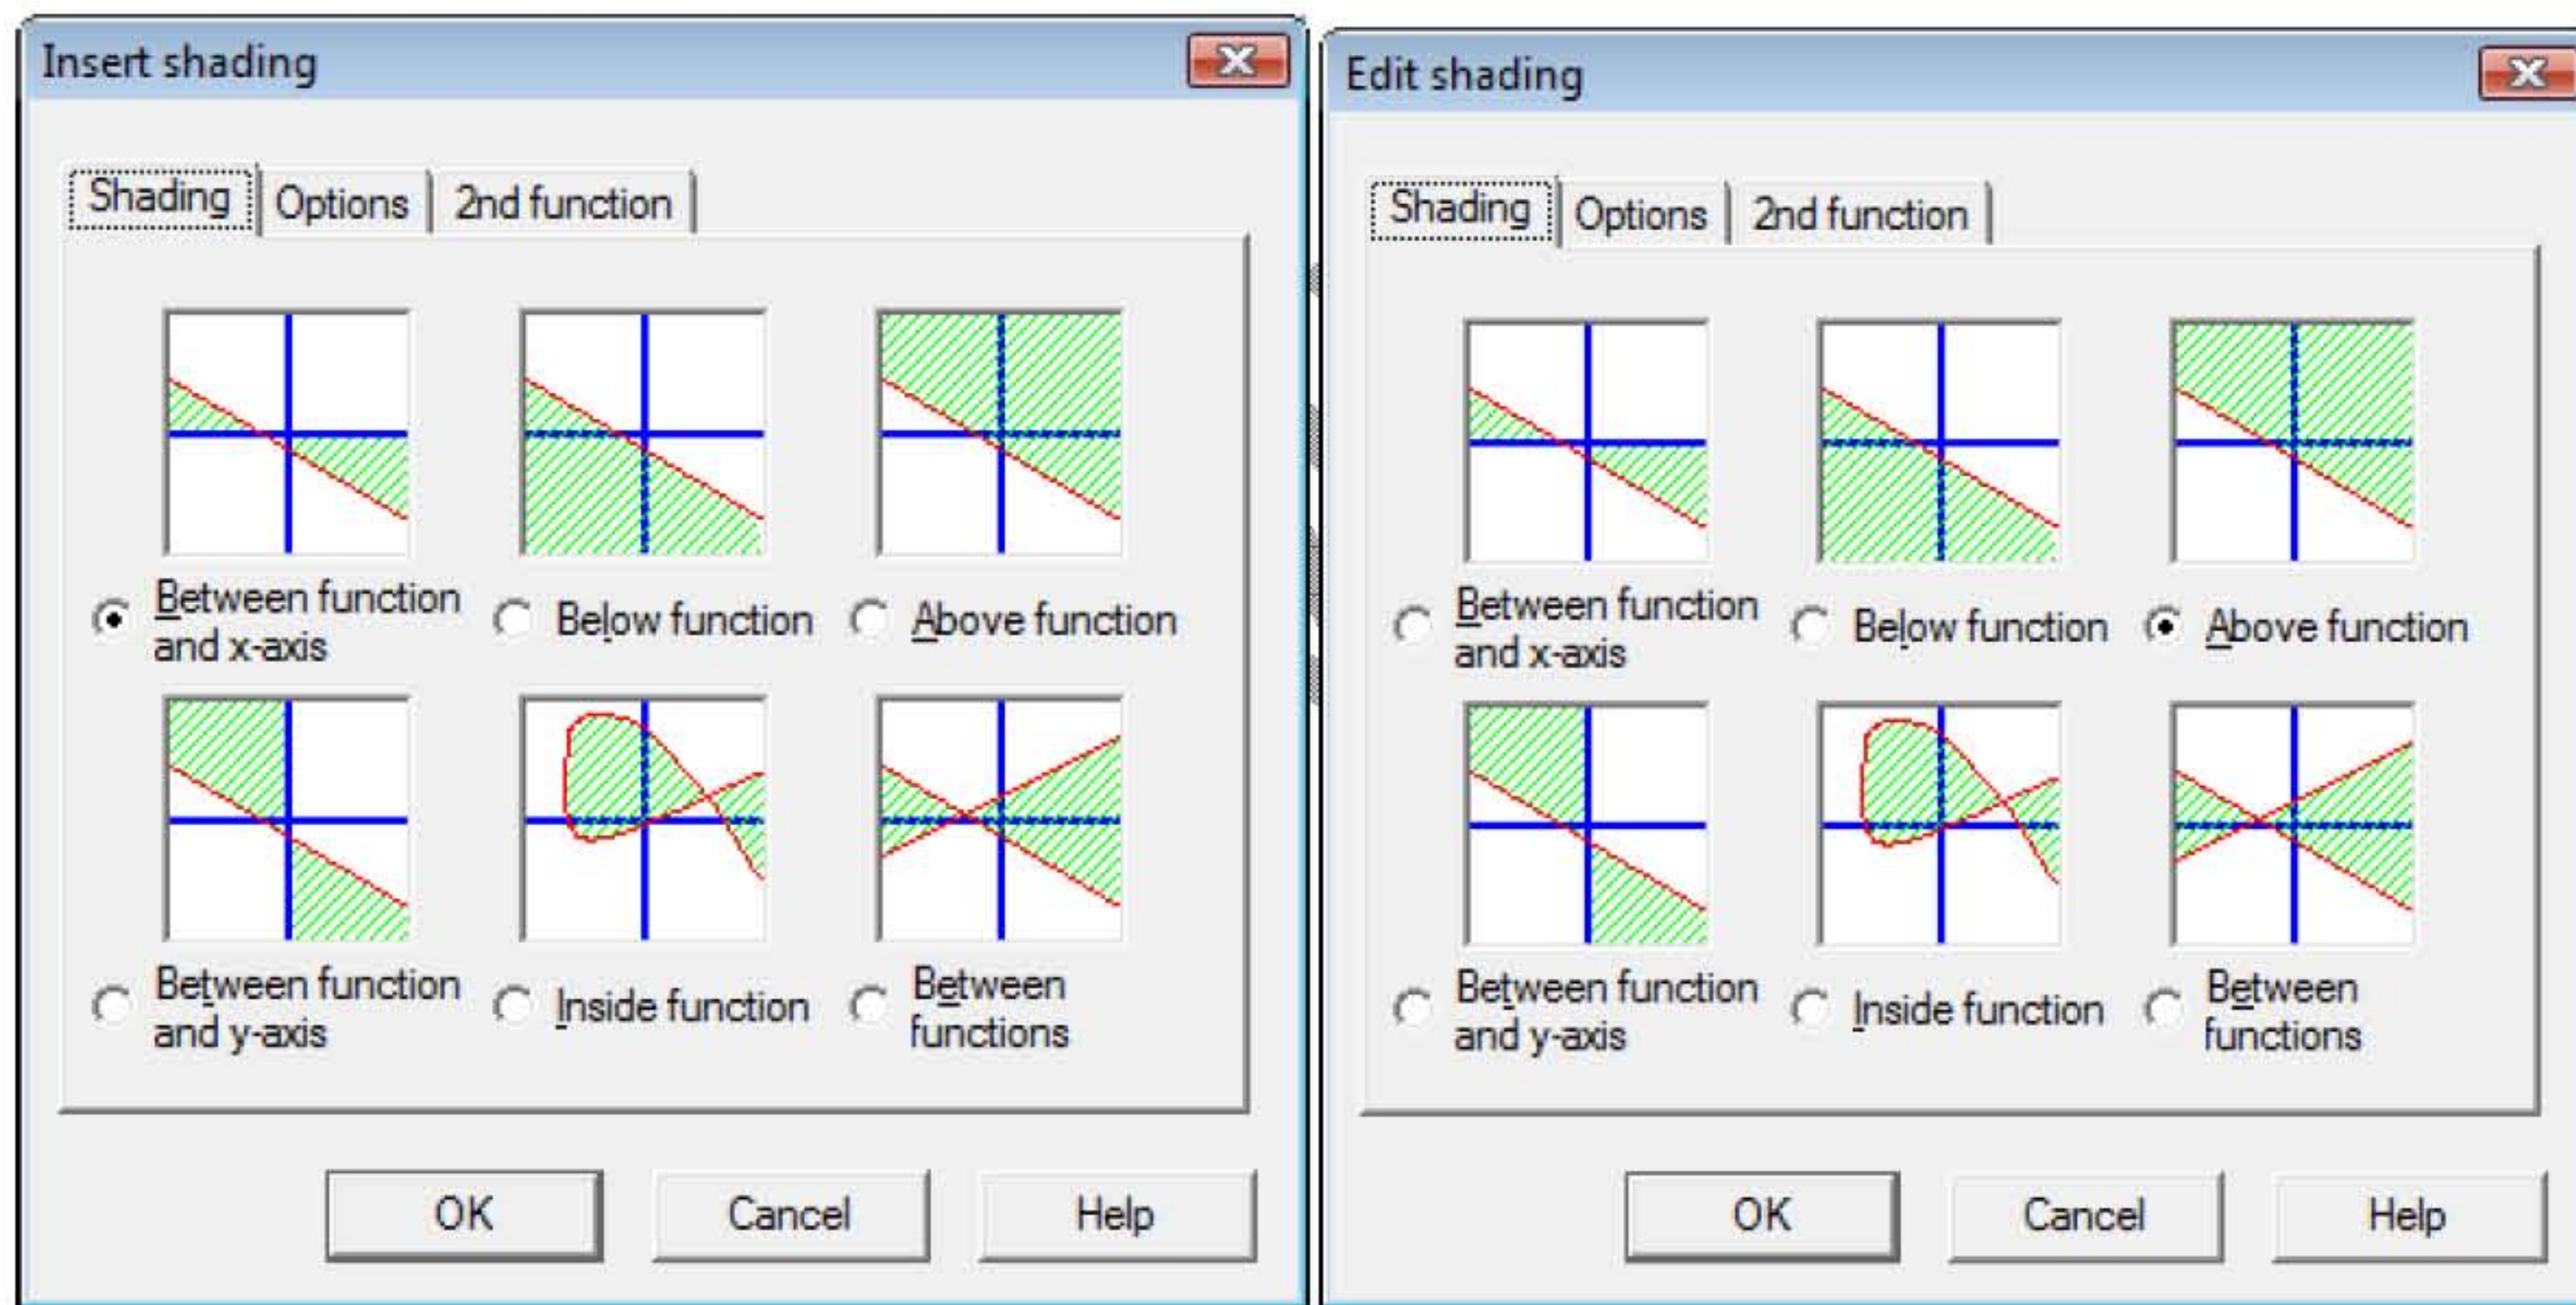 Insert shading
Shading Options 2nd function
Between function and x-axis
Below function
Above function
Between function and y-axis
Inside function
Between functions
OK Cancel Help
Edit shading
Shading Options 2nd function
Between function and x-axis
Below function
Above function
Between function and y-axis
Inside function
Between functions
OK Cancel Help